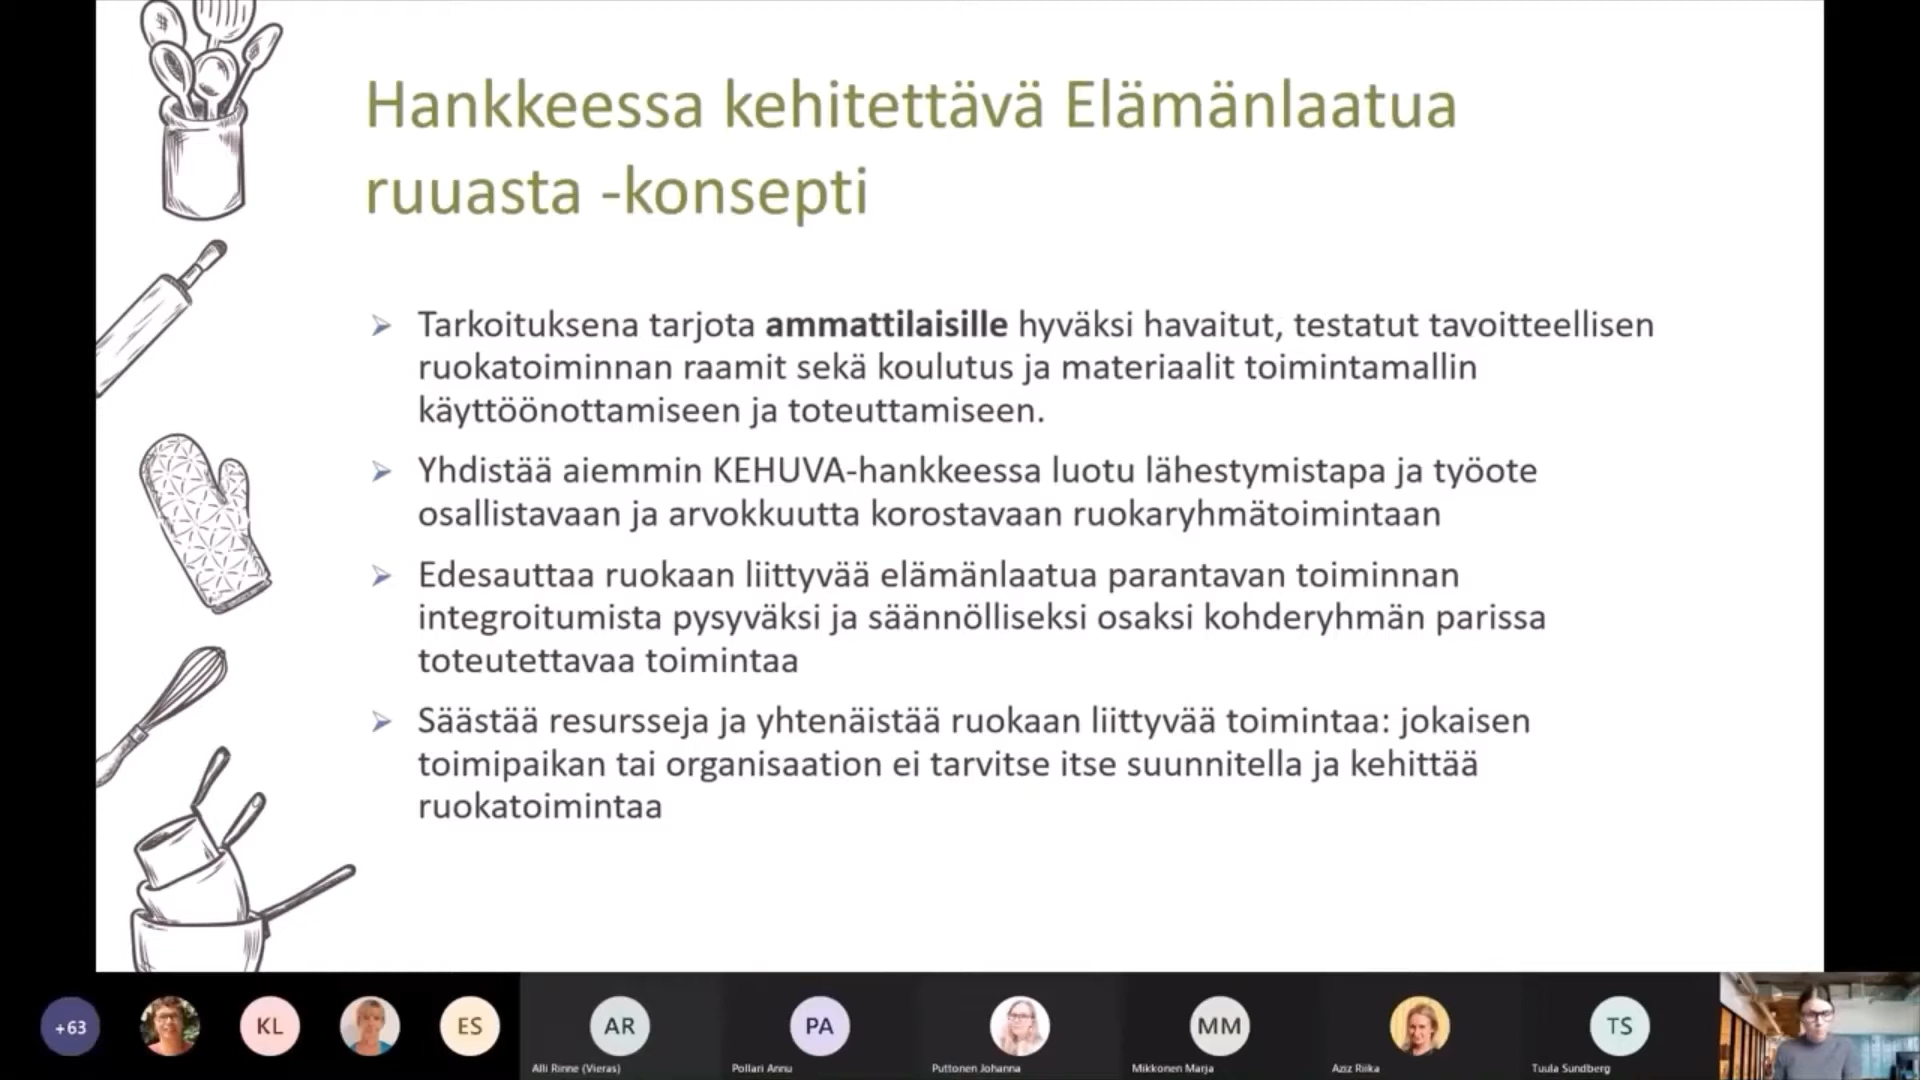 Hankkeessa kehitettävä Elämänlaatua
ruuasta -konsepti
Tarkoituksena tarjota ammattilaisille hyväksi havaitut, testatut tavoitteellisen
ruokatoiminnan raamit sekä koulutus ja materiaalit toimintamallin
käyttöönottamiseen ja toteuttamiseen.
Yhdistää aiemmin KEHUVA-hankkeessa luotu lähestymistapa ja työote
osallistavaan ja arvokkuutta korostavaan ruokaryhmätoimintaan
Edesauttaa ruokaan liittyvää elämänlaatua parantavan toiminnan
integroitumista pysyväksi ja säännölliseksi osaksi kohderyhmän parissa
toteutettavaa toimintaa
Säästää resursseja ja yhtenäistää ruokaan liittyvää toimintaa: jokaisen
toimipaikan tai organisaation ei tarvitse itse suunnitella ja kehittää
ruokatoimintaa
+63
KL
ES
AR
PA
MM
TS
Alli Rinne (Vieras)
Pollari Annu
Puttonen Johanna
Mikkonen Marja
Aziz Riika
Tuula Sundberg